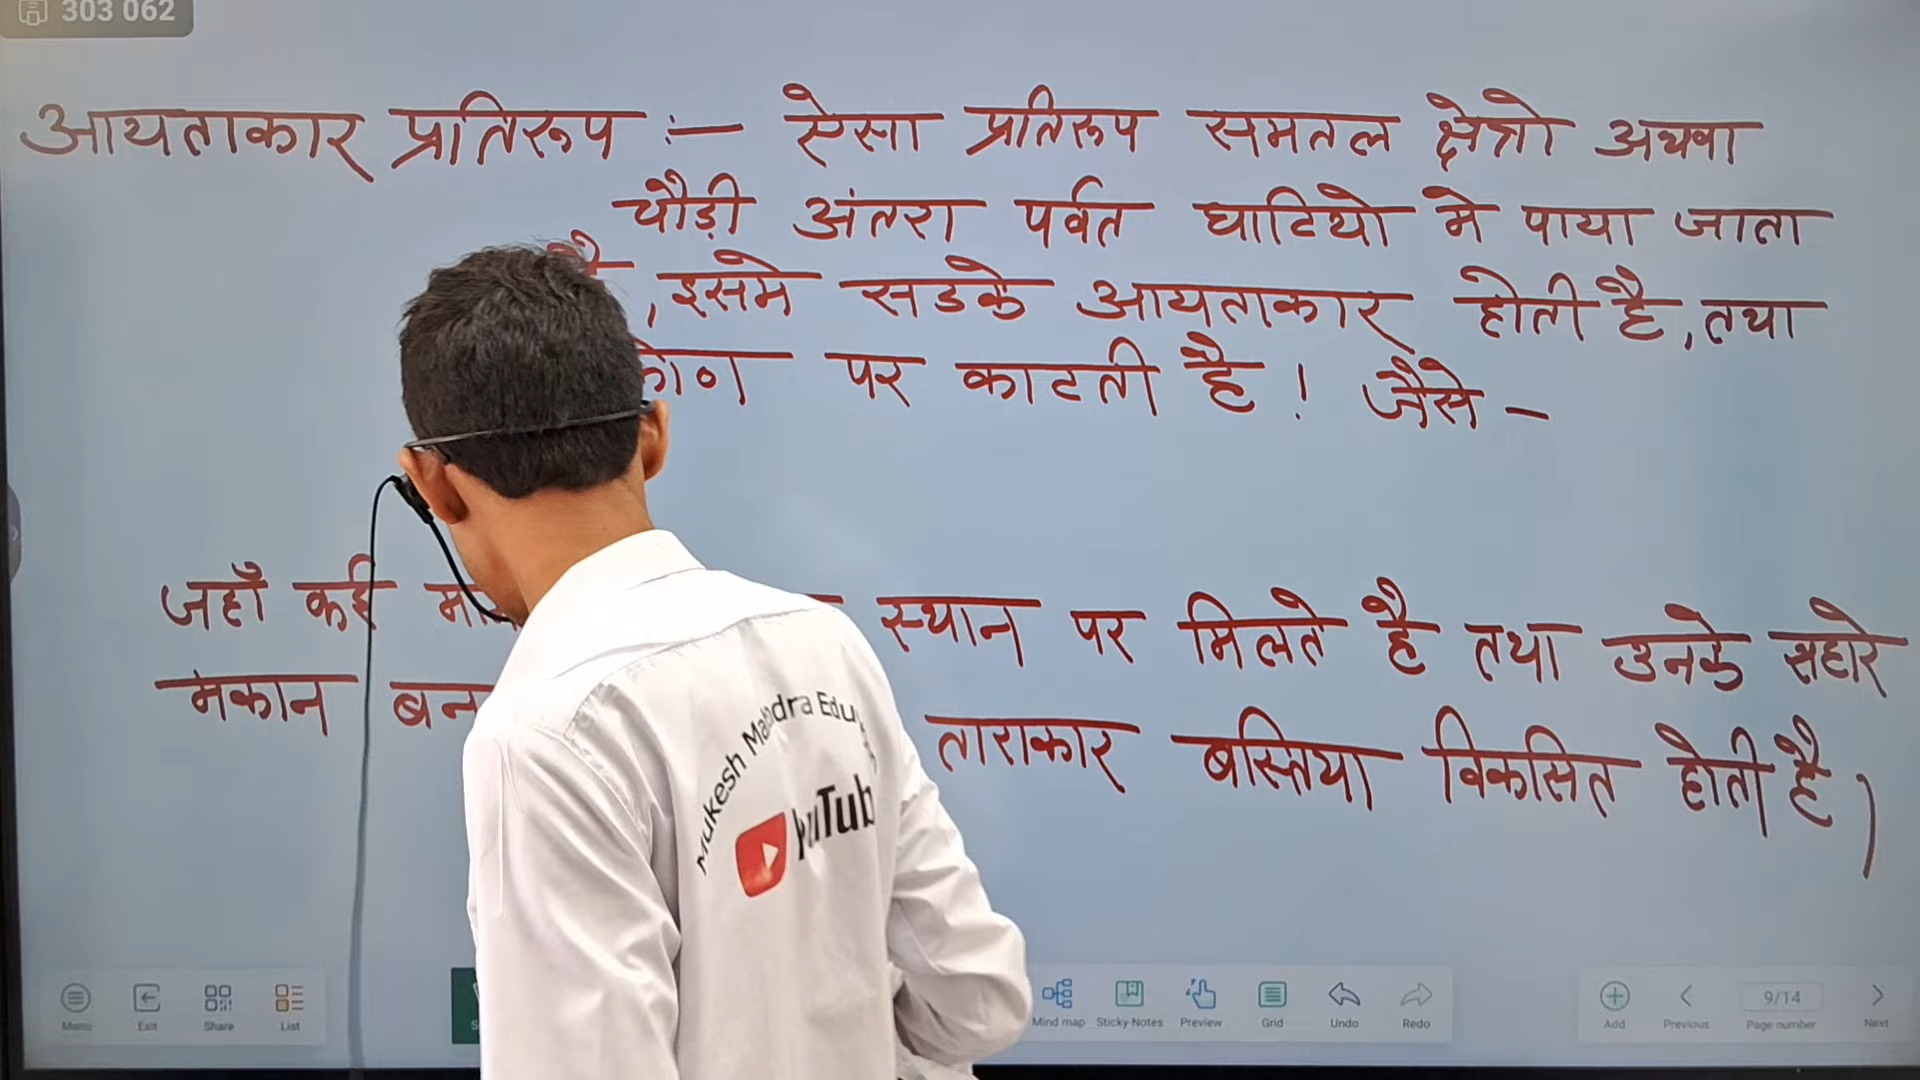 303 062
आयताकार प्रतिरूप :— ऐसा प्रतिरूप समतल क्षेत्रो अथवा
चौड़ी अंतरा पर्वत घाटियो मे पाया जाता
है, इसमे सडके आयताकार होती है, तथा
कोण पर काटती है! जैसे -
जहाँ कई स्थान पर मिलते है तथा उनके सहारे
मकान बन ताराकार बस्तिया विकसित होती है)
Mukesh Mahendra Edu
YouTub
Menu Exit Share List Mind map Sticky-Notes Preview Grid Undo Redo Add Previous 9/14 Page number Next